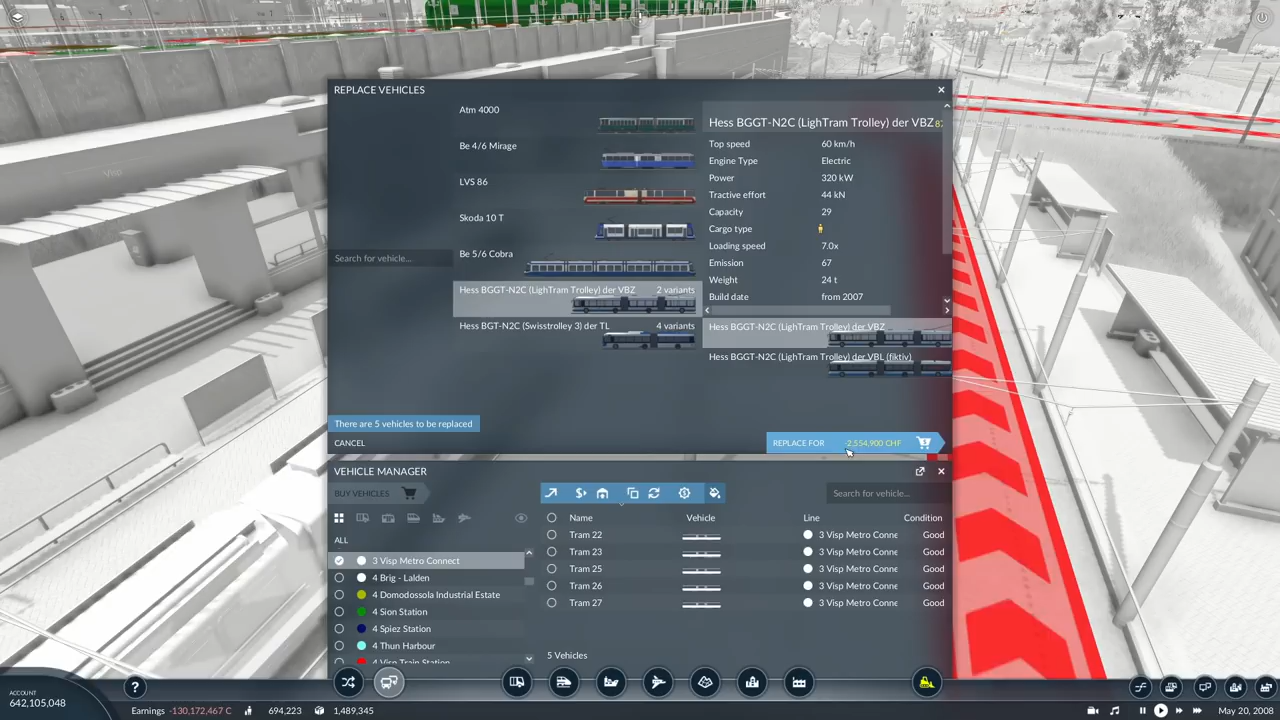 REPLACE VEHICLES
Atm 4000
Be 4/6 Mirage
LVS 86
Skoda 10 T
Search for vehicle...
Be 5/6 Cobra
Hess BGGT-N2C (LighTram Trolley) der VBZ 2 variants
Hess BGT-N2C (Swisstrolley 3) der TL 4 variants
Hess BGGT-N2C (LighTram Trolley) der VBZ
Top speed 60 km/h
Engine Type Electric
Power 320 kW
Tractive effort 44 kN
Capacity 29
Cargo type
Loading speed 7.0x
Emission 67
Weight 24 t
Build date from 2007
Hess BGGT-N2C (LighTram Trolley) der VBZ
Hess BGGT-N2C (LighTram Trolley) der VBL (fiktiv)
There are 5 vehicles to be replaced
CANCEL
REPLACE FOR -2,554,900 CHF
VEHICLE MANAGER
BUY VEHICLES
Search for vehicle...
ALL
3 Visp Metro Connect
4 Brig - Lalden
4 Domodossola Industrial Estate
4 Sion Station
4 Spiez Station
4 Thun Harbour
4 Visp Train Station
Name Vehicle Line Condition
Tram 22 3 Visp Metro Conne Good
Tram 23 3 Visp Metro Conne Good
Tram 25 3 Visp Metro Conne Good
Tram 26 3 Visp Metro Conne Good
Tram 27 3 Visp Metro Conne Good
5 Vehicles
ACCOUNT
642,105,048
?
Earnings -130,172,467 C 694,223 1,489,345
May 20, 2008